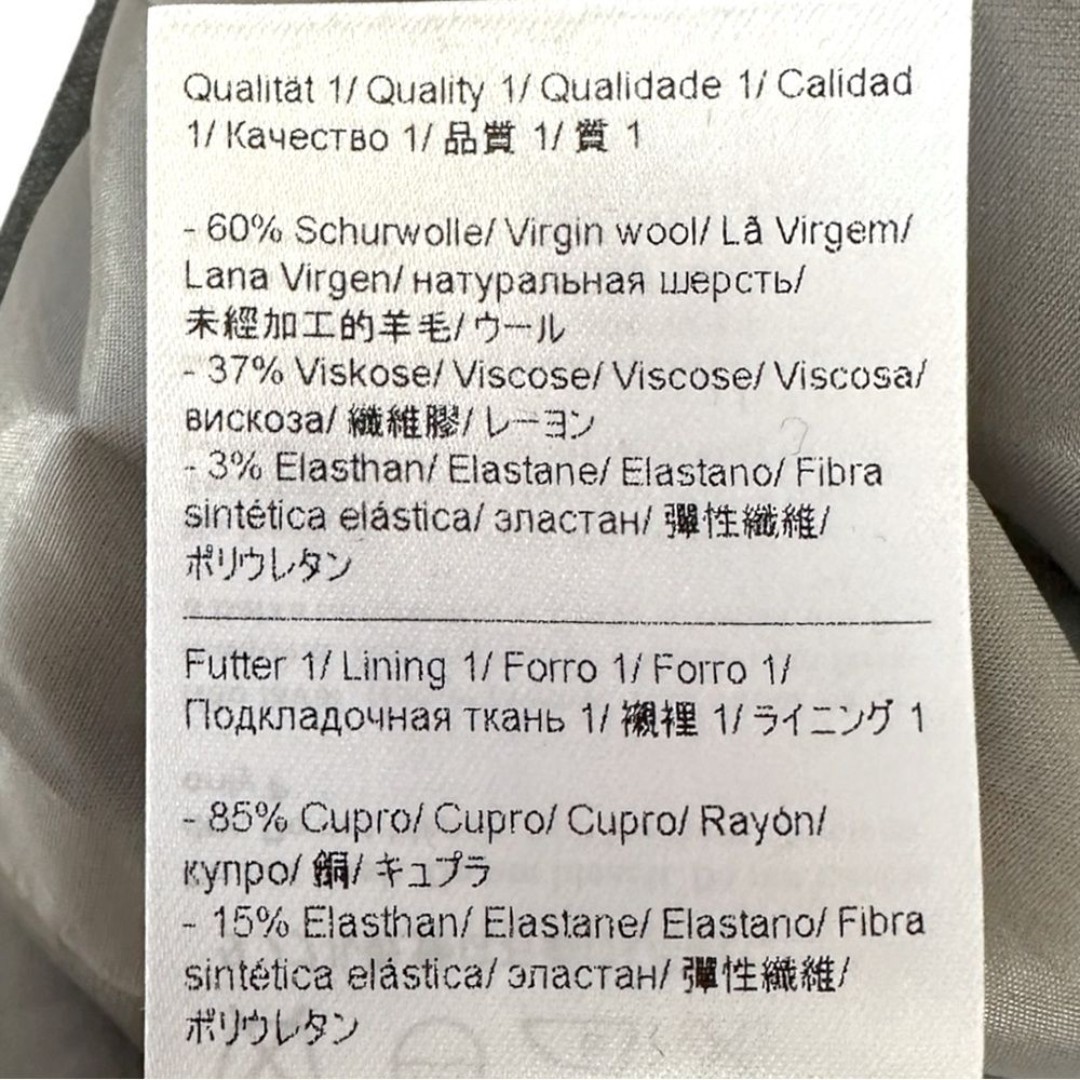 Qualität 1/ Quality 1/ Qualidade 1/ Calidad
1/ Качество 1/ 品質 1/ 質 1
- 60% Schurwolle/ Virgin wool/ Lã Virgem/
Lana Virgen/ натуральная шерсть/
未經加工的羊毛/ ウール
- 37% Viskose/ Viscose/ Viscose/ Viscosa/
вискоза/ 纖維膠/ レーヨン
- 3% Elasthan/ Elastane/ Elastano/ Fibra
sintética elástica/ эластан/ 彈性纖維/
ポリウレタン
Futter 1/ Lining 1/ Forro 1/ Forro 1/
Подкладочная ткань 1/ 襯裡 1/ ライニング 1
- 85% Cupro/ Cupro/ Cupro/ Rayón/
купро/ 銅/ キュプラ
- 15% Elasthan/ Elastane/ Elastano/ Fibra
sintética elástica/ эластан/ 彈性纖維/
ポリウレタン